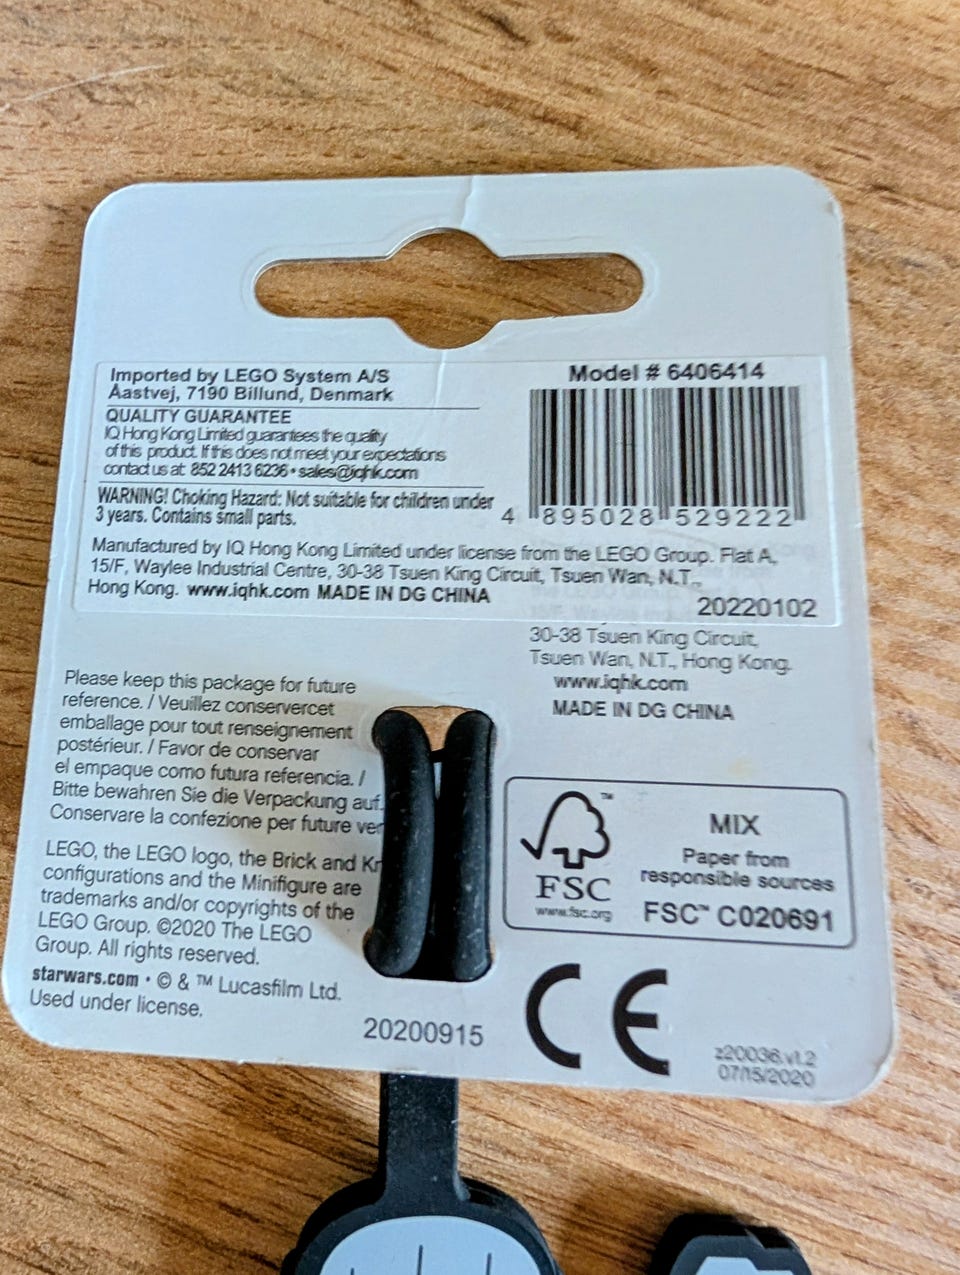 Imported by LEGO System A/S
Aastvej, 7190 Billund, Denmark
QUALITY GUARANTEE
IQ Hong Kong Limited guarantees the quality
of this product. If this does not meet your expectations
contact us at: 852 2413 6236 • sales@iqhk.com
WARNING! Choking Hazard: Not suitable for children under
3 years. Contains small parts.
Model # 6406414
4 895028 529222
Manufactured by IQ Hong Kong Limited under license from the LEGO Group. Flat A,
15/F, Waylee Industrial Centre, 30-38 Tsuen King Circuit, Tsuen Wan, N.T.,
Hong Kong. www.iqhk.com MADE IN DG CHINA
20220102
30-38 Tsuen King Circuit,
Tsuen Wan, N.T., Hong Kong.
www.iqhk.com
MADE IN DG CHINA
Please keep this package for future
reference. / Veuillez conservercet
emballage pour tout renseignement
postérieur. / Favor de conservar
el empaque como futura referencia. /
Bitte bewahren Sie die Verpackung auf.
Conservare la confezione per future ver
LEGO, the LEGO logo, the Brick and Kn
configurations and the Minifigure are
trademarks and/or copyrights of the
LEGO Group. ©2020 The LEGO
Group. All rights reserved.
starwars.com • © & ™ Lucasfilm Ltd.
Used under license.
20200915
FSC
www.fsc.org
MIX
Paper from
responsible sources
FSC™ C020691
CE
z20036.v1.2
07/15/2020